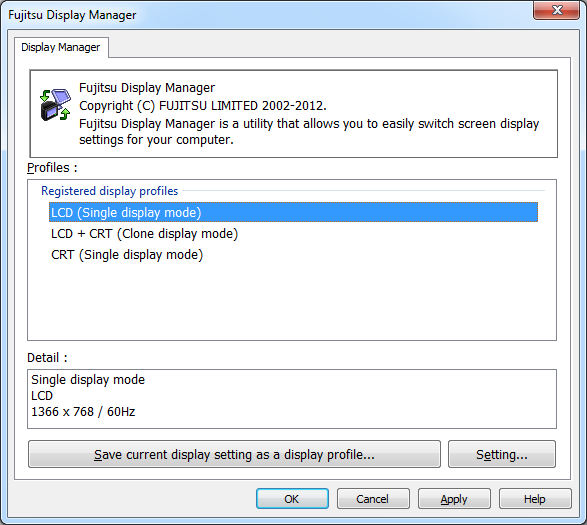 Fujitsu Display Manager
Display Manager
Fujitsu Display Manager
Copyright (C) FUJITSU LIMITED 2002-2012.
Fujitsu Display Manager is a utility that allows you to easily switch screen display
settings for your computer.
Profiles :
Registered display profiles
LCD (Single display mode)
LCD + CRT (Clone display mode)
CRT (Single display mode)
Detail :
Single display mode
LCD
1366 x 768 / 60Hz
Save current display setting as a display profile...
Setting...
OK
Cancel
Apply
Help